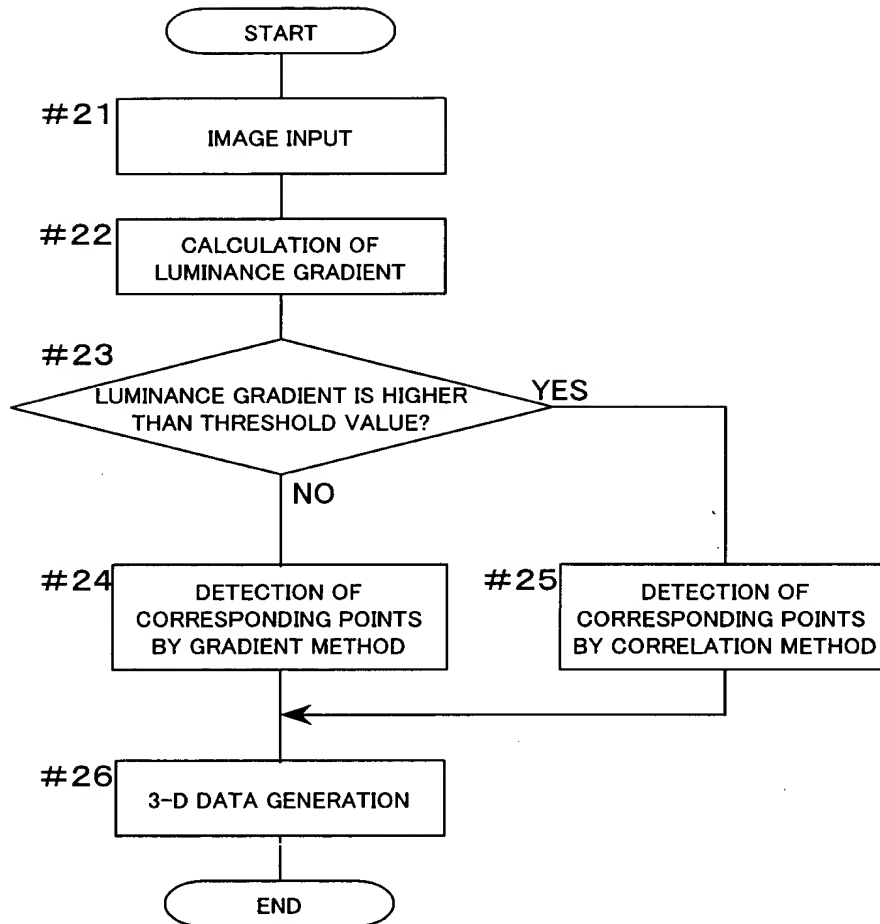 START
#21
IMAGE INPUT
#22
CALCULATION OF
LUMINANCE GRADIENT
#23
LUMINANCE GRADIENT IS HIGHER
THAN THRESHOLD VALUE?
YES
NO
#24
DETECTION OF
CORRESPONDING POINTS
BY GRADIENT METHOD
#25
DETECTION OF
CORRESPONDING POINTS
BY CORRELATION METHOD
#26
3-D DATA GENERATION
END